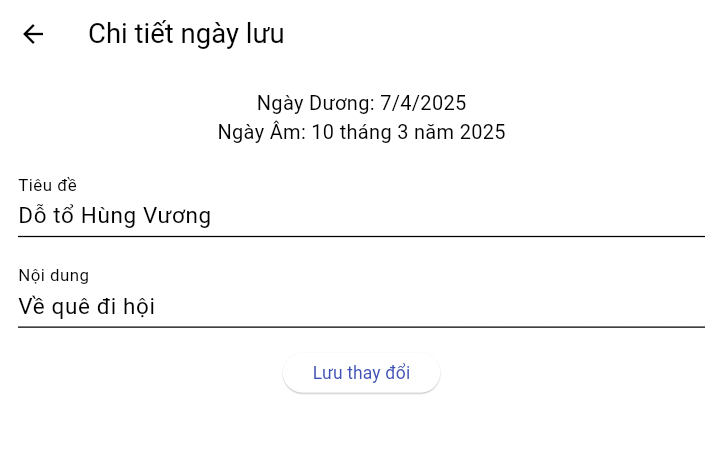 Chi tiết ngày lưu
Ngày Dương: 7/4/2025
Ngày Âm: 10 tháng 3 năm 2025
Tiêu đề
Dỗ tổ Hùng Vương
Nội dung
Về quê đi hội
Lưu thay đổi